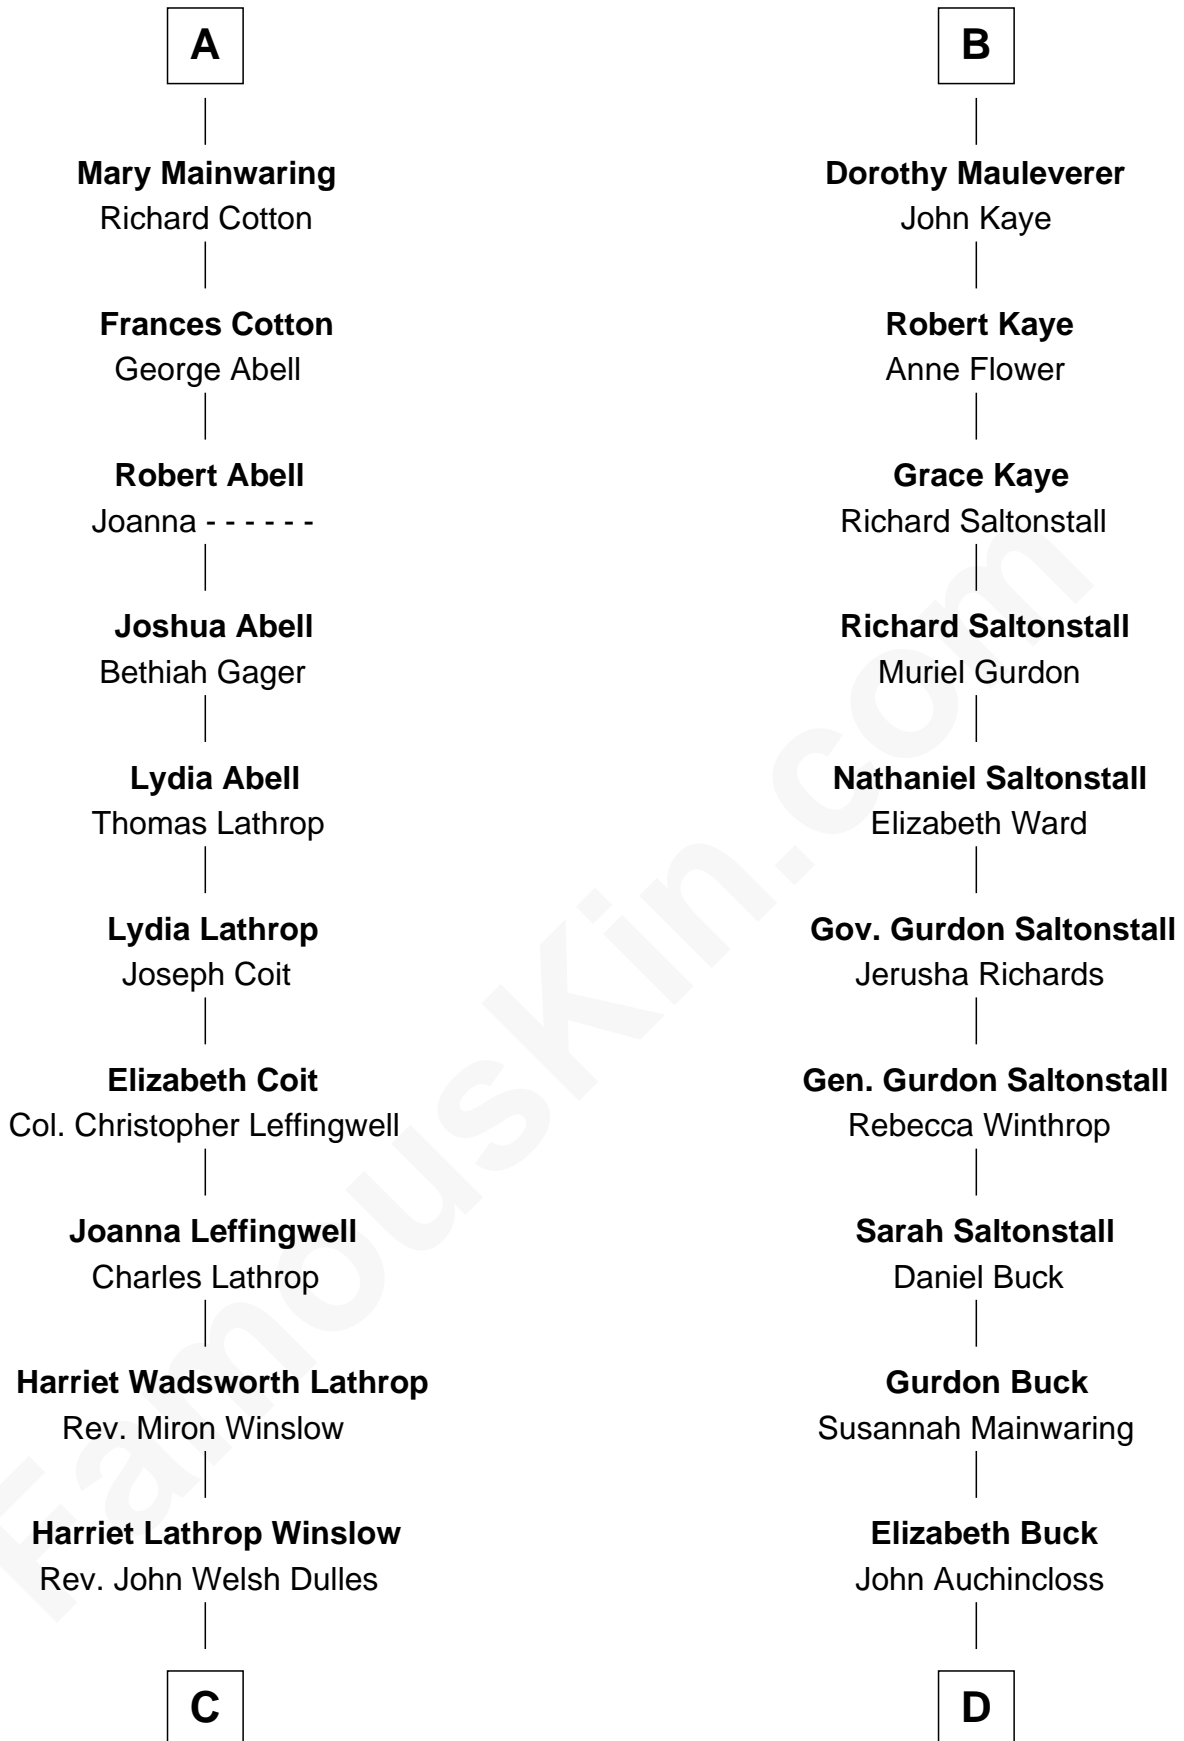 A
Mary Mainwaring
Richard Cotton
Frances Cotton
George Abell
Robert Abell
Joanna - - - - - -
Joshua Abell
Bethiah Gager
Lydia Abell
Thomas Lathrop
Lydia Lathrop
Joseph Coit
Elizabeth Coit
Col. Christopher Leffingwell
Joanna Leffingwell
Charles Lathrop
Harriet Wadsworth Lathrop
Rev. Miron Winslow
Harriet Lathrop Winslow
Rev. John Welsh Dulles
C
B
Dorothy Mauleverer
John Kaye
Robert Kaye
Anne Flower
Grace Kaye
Richard Saltonstall
Richard Saltonstall
Muriel Gurdon
Nathaniel Saltonstall
Elizabeth Ward
Gov. Gurdon Saltonstall
Jerusha Richards
Gen. Gurdon Saltonstall
Rebecca Winthrop
Sarah Saltonstall
Daniel Buck
Gurdon Buck
Susannah Mainwaring
Elizabeth Buck
John Auchincloss
D
FamousKin.com